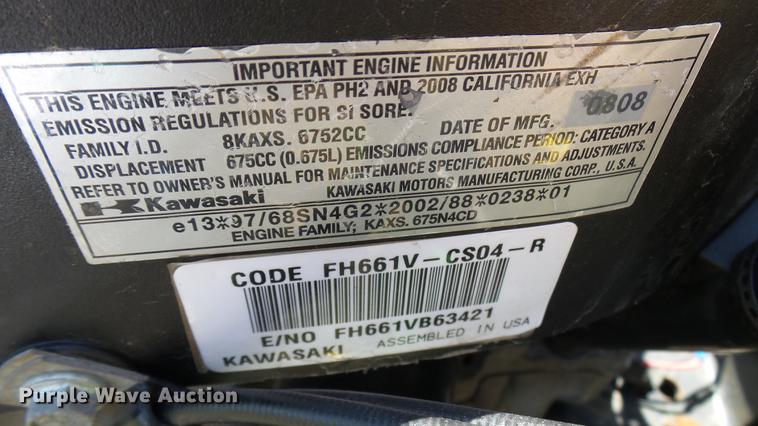 IMPORTANT ENGINE INFORMATION
THIS ENGINE MEETS U.S. EPA PH2 AND 2008 CALIFORNIA EXH
EMISSION REGULATIONS FOR SI SORE.
FAMILY I.D. 8KAXS. 6752CC DATE OF MFG. 0808
DISPLACEMENT 675CC (0.675L) EMISSIONS COMPLIANCE PERIOD: CATEGORY A
REFER TO OWNER'S MANUAL FOR MAINTENANCE SPECIFICATIONS AND ADJUSTMENTS.
Kawasaki KAWASAKI MOTORS MANUFACTURING CORP., U.S.A.
e13*97/68SN4G2*2002/88*0238*01
ENGINE FAMILY; KAXS. 675N4CD
CODE FH661V-CS04-R
E/NO FH661VB63421
KAWASAKI ASSEMBLED IN USA
Purple Wave Auction